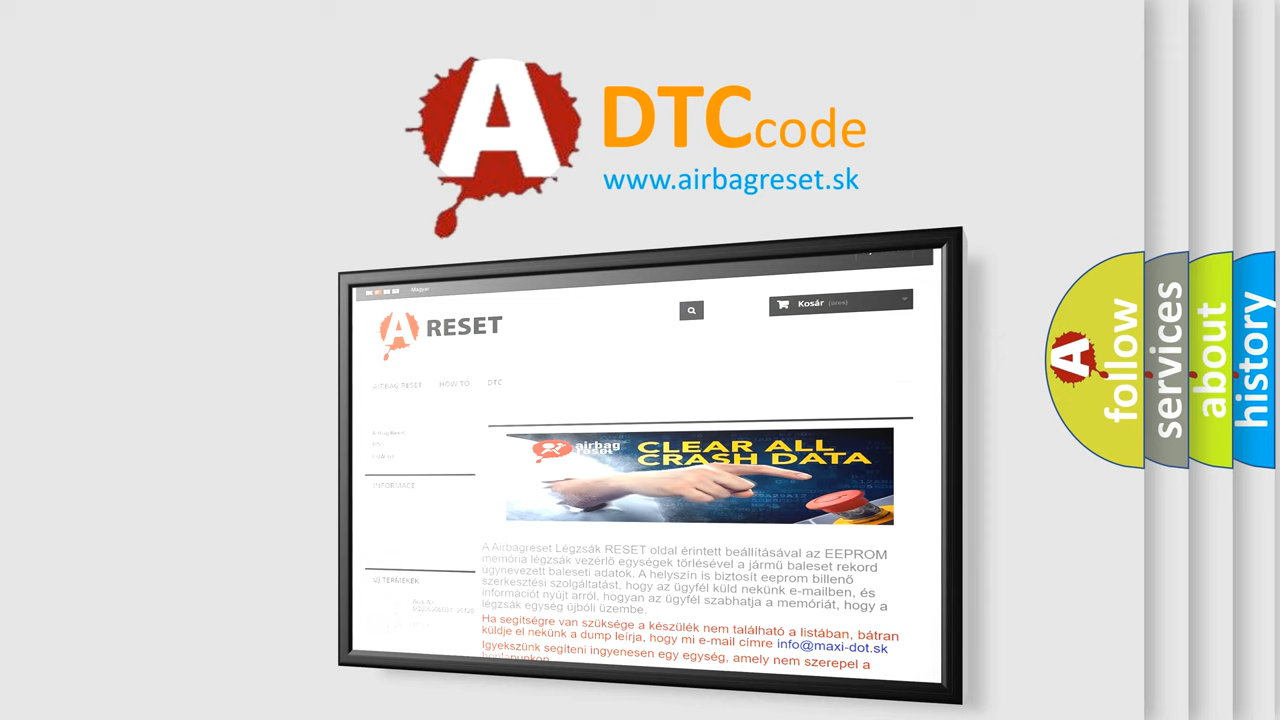 A
DTCcode
www.airbagreset.sk
Magyar
A RESET
Kosár (üres)
AIRBAG RESET HOW TO DTC
Airbag Reset
INFORMACE
ÚJ TERMÉKEK
airbag
reset
CLEAR ALL
CRASH DATA
A Airbagreset Légzsák RESET oldal érintett beállításával az EEPROM
memória légzsák vezérlő egységek törlésével a jármű baleset rekord
úgynevezett baleseti adatok. A helyszín is biztosít eeprom billenő
szerkesztési szolgáltatást, hogy az ügyfél küld nekünk e-mailben, és
információt nyújt arról, hogyan az ügyfél szabhatja a memóriát, hogy a
légzsák egység újbóli üzembe.
Ha segítségre van szüksége a készülék nem található a listában, bátran
küldje el nekünk a dump leírja, hogy mi e-mail címre info@maxi-dot.sk
Igyekszünk segíteni ingyenesen egy egység, amely nem szerepel a
honlapunkon
A
follow
services
about
history